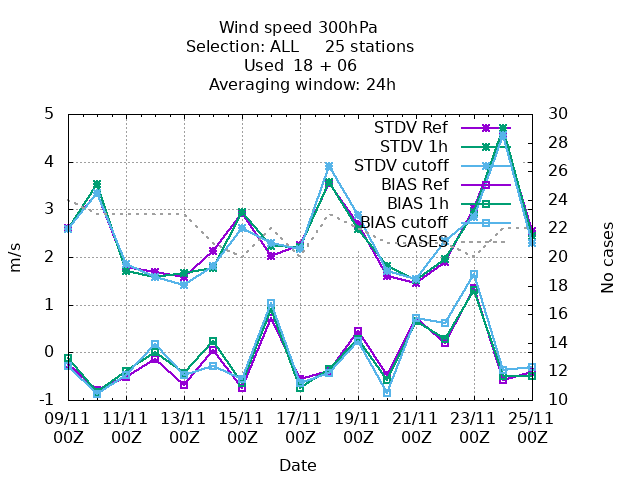 Wind speed 300hPa
Selection: ALL 25 stations
Used 18 + 06
Averaging window: 24h
5
4
3
2
1
0
-1
m/s
30
28
26
24
22
20
18
16
14
12
10
No cases
STDV Ref
STDV 1h
STDV cutoff
BIAS Ref
BIAS 1h
BIAS cutoff
CASES
09/11 11/11 13/11 15/11 17/11 19/11 21/11 23/11 25/11
00Z 00Z 00Z 00Z 00Z 00Z 00Z 00Z 00Z
Date